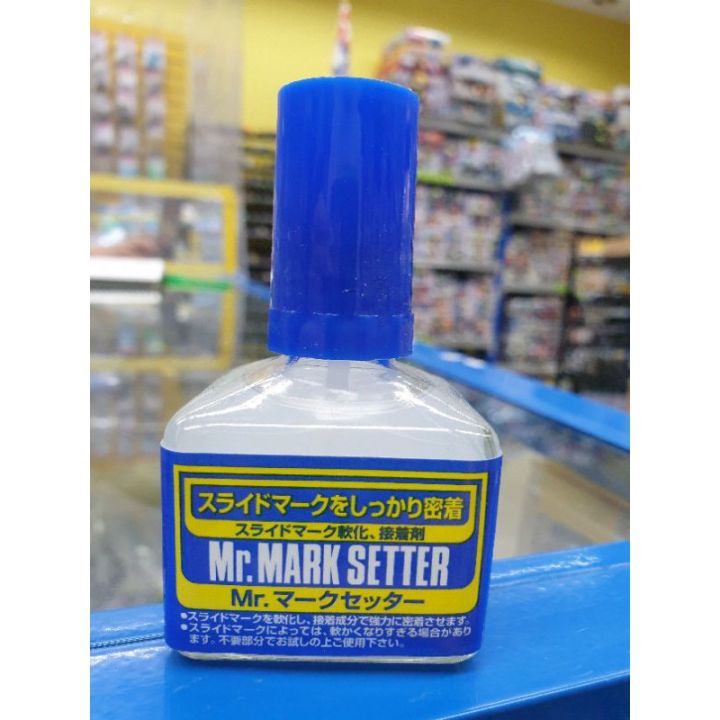 スライドマークをしっかり密着
スライドマーク軟化、接着剤
Mr. MARK SETTER
Mr.マークセッター
●スライドマークを軟化し、接着成分で強力に密着させます。
●スライドマークによっては、軟かくなりすぎる場合があり
ます。不要部分でお試しの上ご使用下さい。